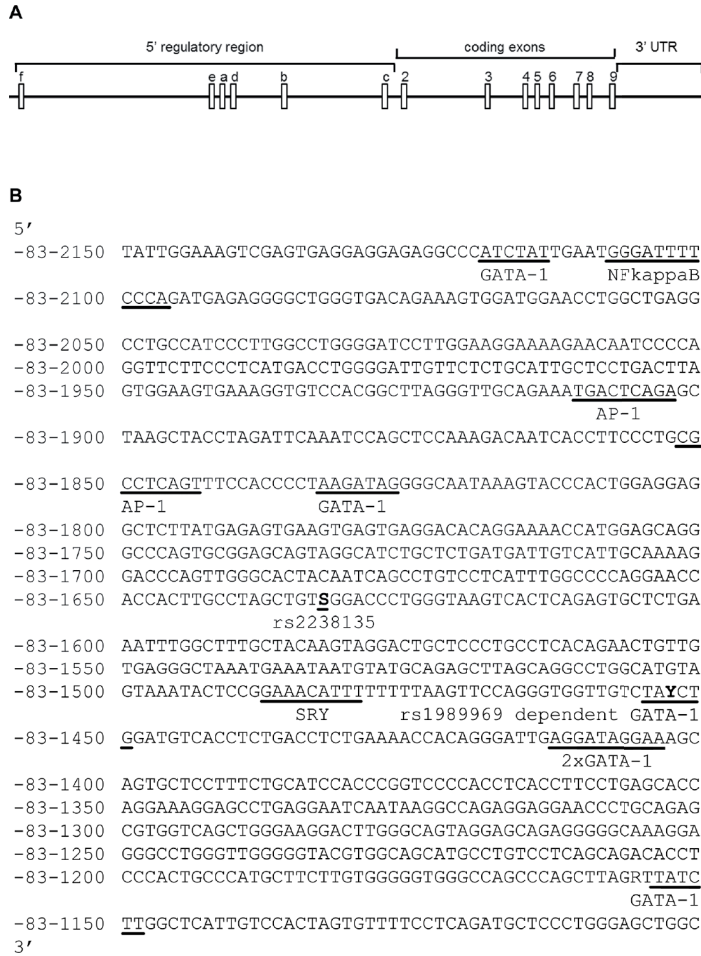 A
5' regulatory region coding exons 3' UTR
f e a d b c 2 3 4 5 6 7 8 9
B
5'
-83-2150 TATTGGAAAGTCGAGTGAGGAGGAGAGGCCCATCTATTGAATGGGATTTT
GATA-1 NFkappaB
-83-2100 CCCAGATGAGAGGGGCTGGGTGACAGAAAGTGGATGGAACCTGGCTGAGG
-83-2050 CCTGCCATCCCTTGGCCTGGGGATCCTTGGAAGGAAAAGAACAATCCCCA
-83-2000 GGTTCTTCCCTCATGACCTGGGGATTGTTCTCTGCATTGCTCCTGACTTA
-83-1950 GTGGAAGTGAAAGGTGTCCACGGCTTAGGGTTGCAGAAATGACTCAGAGC
AP-1
-83-1900 TAAGCTACCTAGATTCAAATCCAGCTCCAAAGACAATCACCTTCCCTGCG
-83-1850 CCTCAGTTTCCACCCCTAAGATAGGGGCAATAAAGTACCCACTGGAGGAG
AP-1 GATA-1
-83-1800 GCTCTTATGAGAGTGAAGTGAGTGAGGACACAGGAAAACCATGGAGCAGG
-83-1750 GCCCAGTGCGGAGCAGTAGGCATCTGCTCTGATGATTGTCATTGCAAAAG
-83-1700 GACCCAGTTGGGCACTACAATCAGCCTGTCCTCATTTGGCCCCAGGAACC
-83-1650 ACCACTTGCCTAGCTGTSGGACCCTGGGTAAGTCACTCAGAGTGCTCTGA
rs2238135
-83-1600 AATTTGGCTTTGCTACAAGTAGGACTGCTCCCTGCCTCACAGAACTGTTG
-83-1550 TGAGGGCTAAATGAAATAATGTATGCAGAGCTTAGCAGGCCTGGCATGTA
-83-1500 GTAAATACTCCGGAAACATTTTTTTTAAGTTCCAGGGTGGTTGTCTAYCT
SRY rs1989969 dependent GATA-1
-83-1450 GGATGTCACCTCTGACCTCTGAAAACCACAGGGATTGAGGATAGGAAAGC
2xGATA-1
-83-1400 AGTGCTCCTTTCTGCATCCACCCGGTCCCCACCTCACCTTCCTGAGCACC
-83-1350 AGGAAAGGAGCCTGAGGAATCAATAAGGCCAGAGGAGGAACCCTGCAGAG
-83-1300 CGTGGTCAGCTGGGAAGGACTTGGGCAGTAGGAGCAGAGGGGGCAAAGGA
-83-1250 GGGCCTGGGTTGGGGGTACGTGGCAGCATGCCTGTCCTCAGCAGACACCT
-83-1200 CCCACTGCCCATGCTTCTTGTGGGGGTGGGCAGCCCAGCTTAGRTTATC
GATA-1
-83-1150 TTGGCTCATTGTCCACTAGTGTTTTCCTCAGATGCTCCCTGGGAGCTGGC
3'